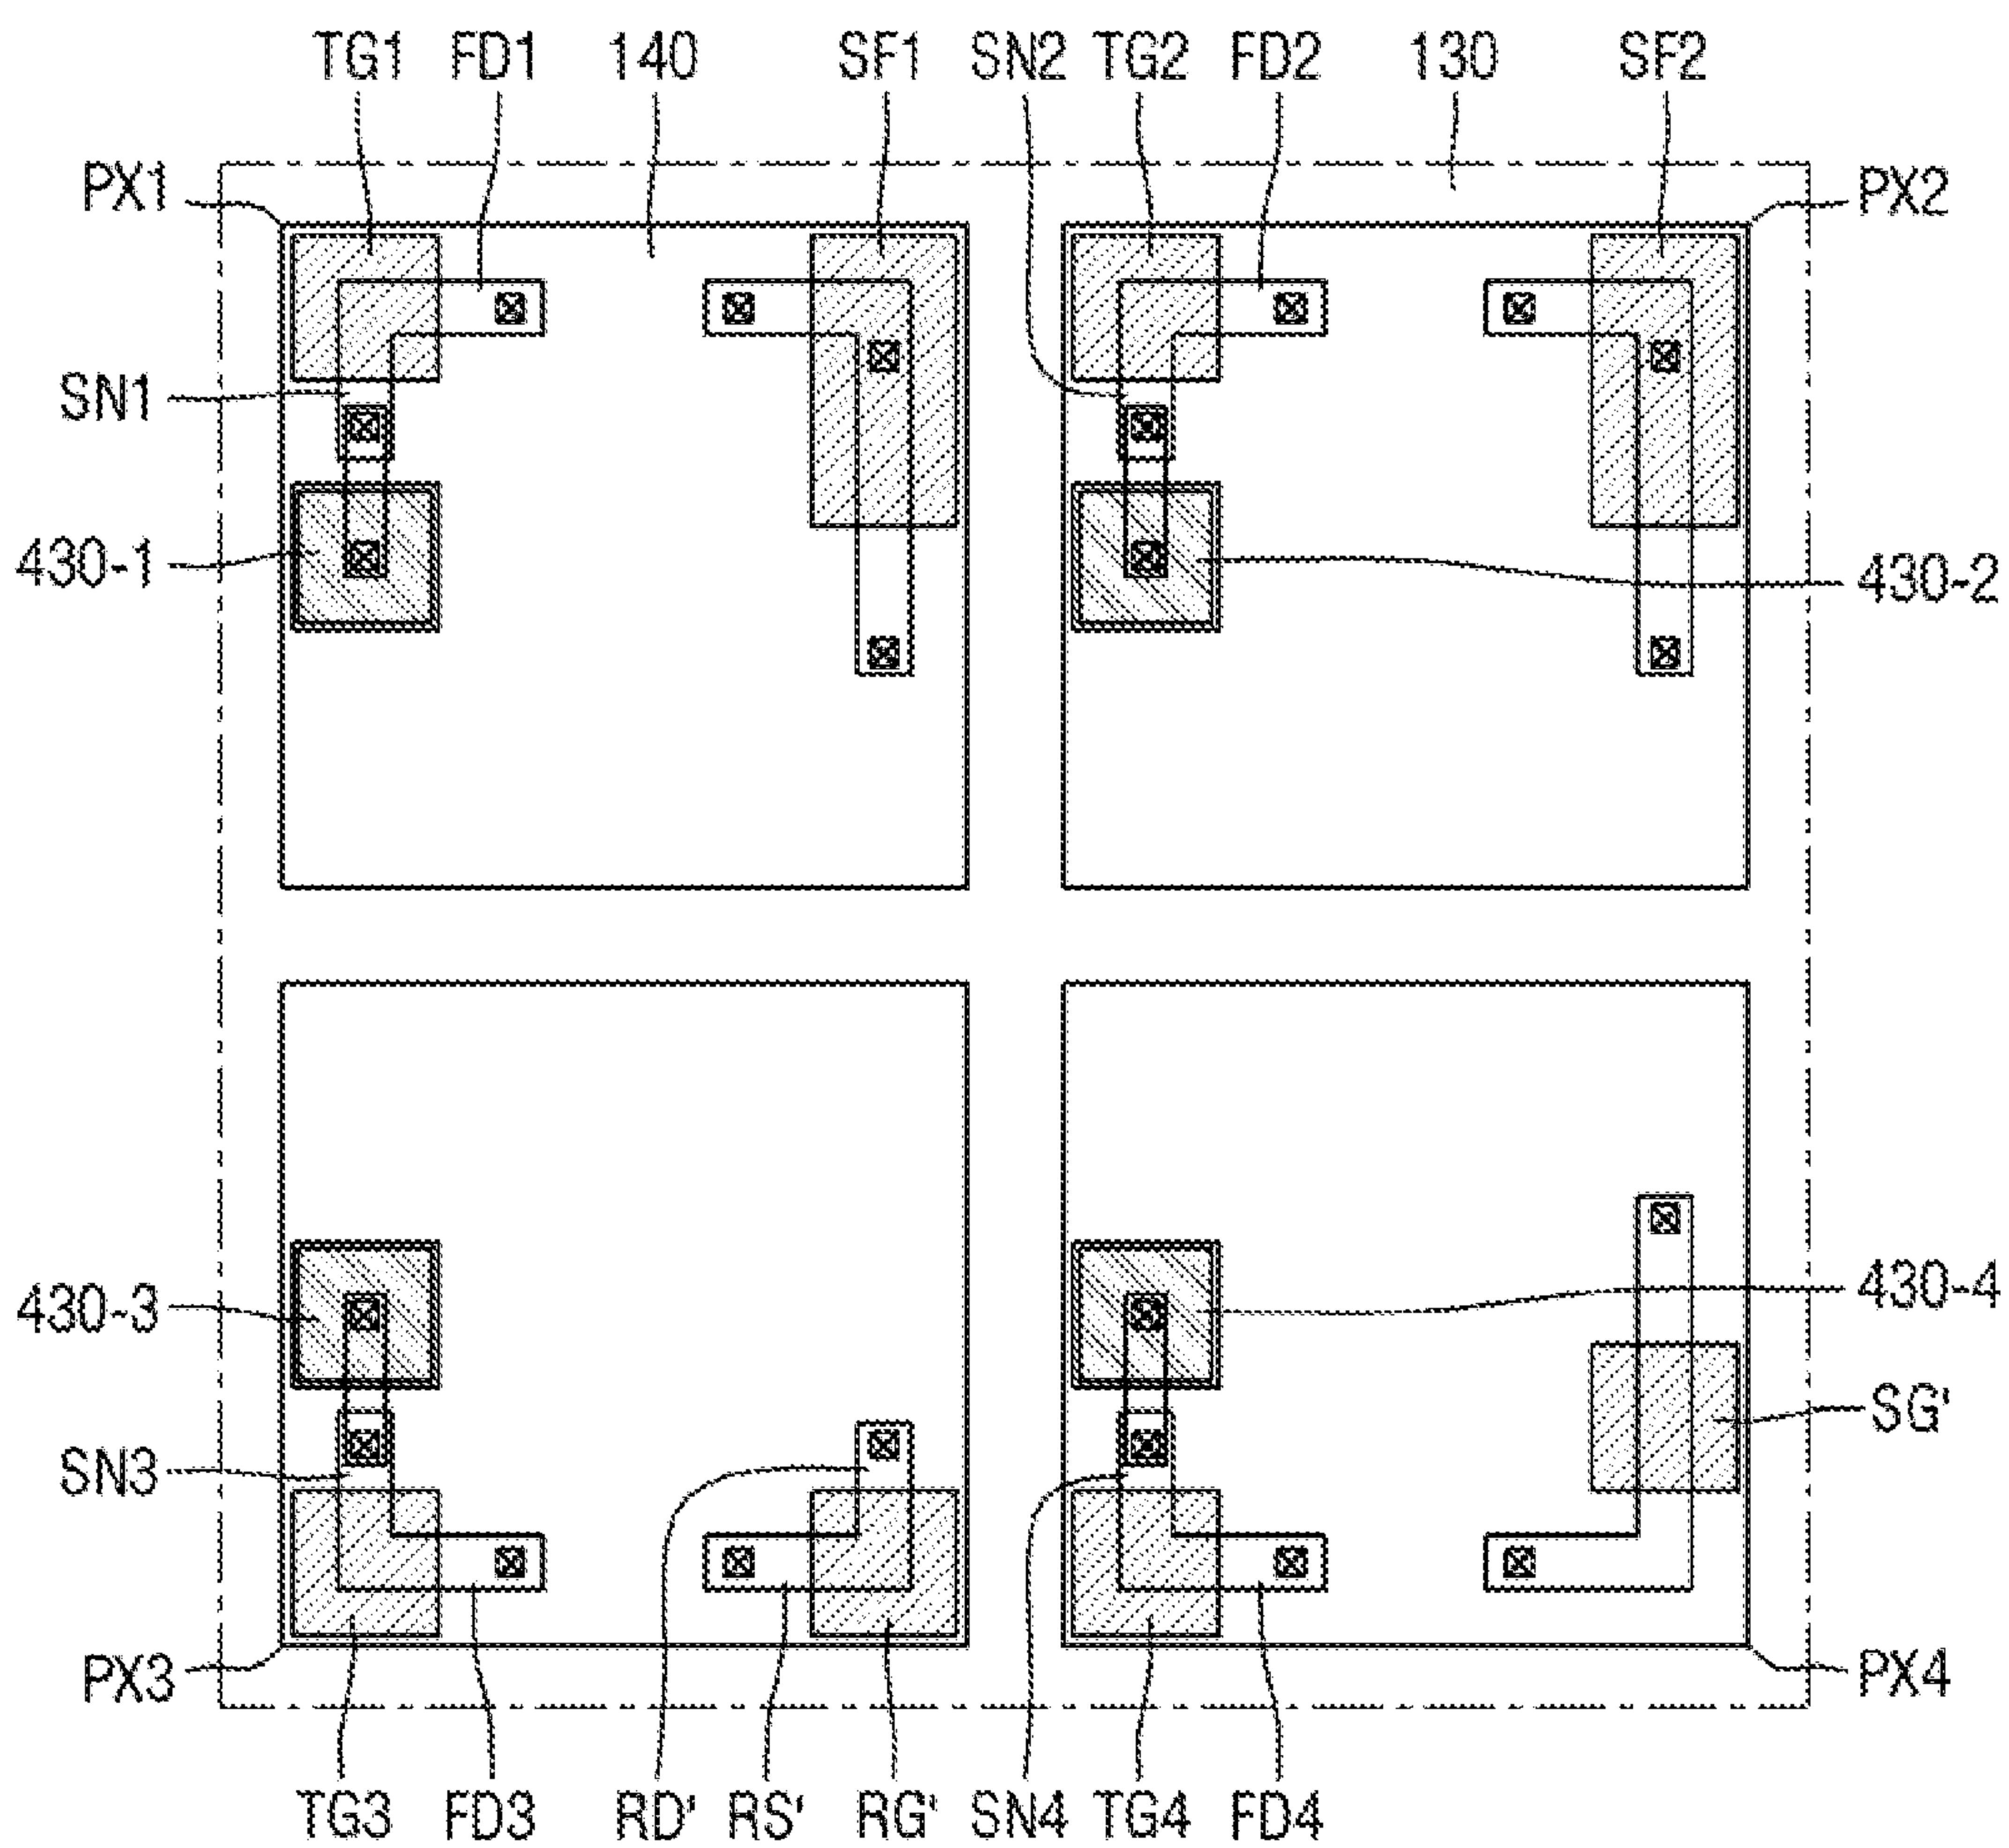 TG1 FD1 140 SF1 SN2 TG2 FD2 130 SF2
PX1 PX2
SN1
430-1 430-2
430-3 430-4
SG'
SN3
PX3 PX4
TG3 FD3 RD' RS' RG' SN4 TG4 FD4